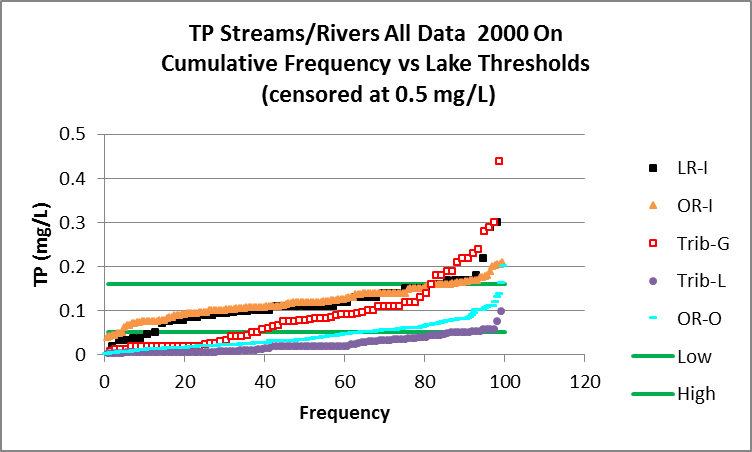 TP Streams/Rivers All Data  2000 On
Cumulative Frequency vs Lake Thresholds
(censored at 0.5 mg/L)
TP (mg/L)
0.5
0.4
0.3
0.2
0.1
0
0 20 40 60 80 100 120
Frequency
LR-I
OR-I
Trib-G
Trib-L
OR-O
Low
High